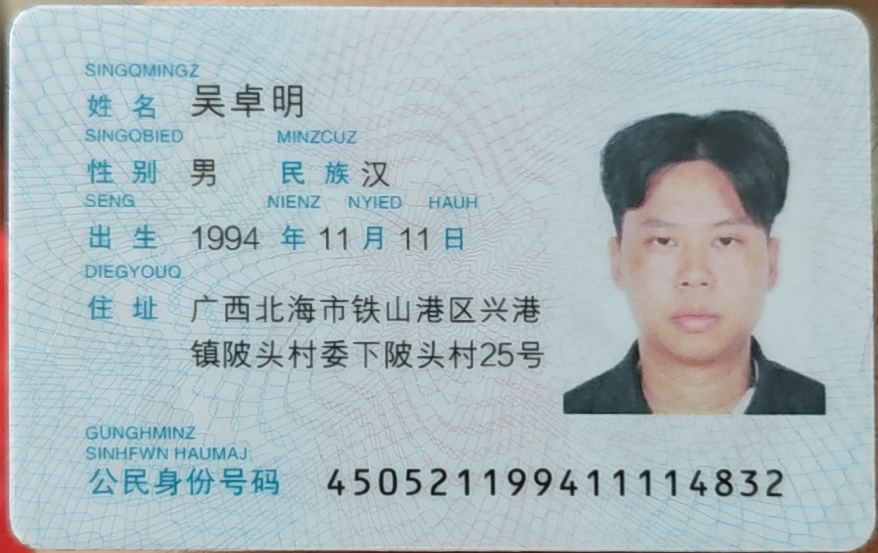 SINGQMINGZ
姓名 吴卓明
SINGQBIED MINZCUZ
性别 男 民族 汉
SENG NIENZ NYIED HAUH
出生 1994 年 11 月 11 日
DIEGYOUQ
住址 广西北海市铁山港区兴港
镇陂头村委下陂头村25号
GUNGHMINZ
SINHFWN HAUMAJ
公民身份号码 450521199411114832